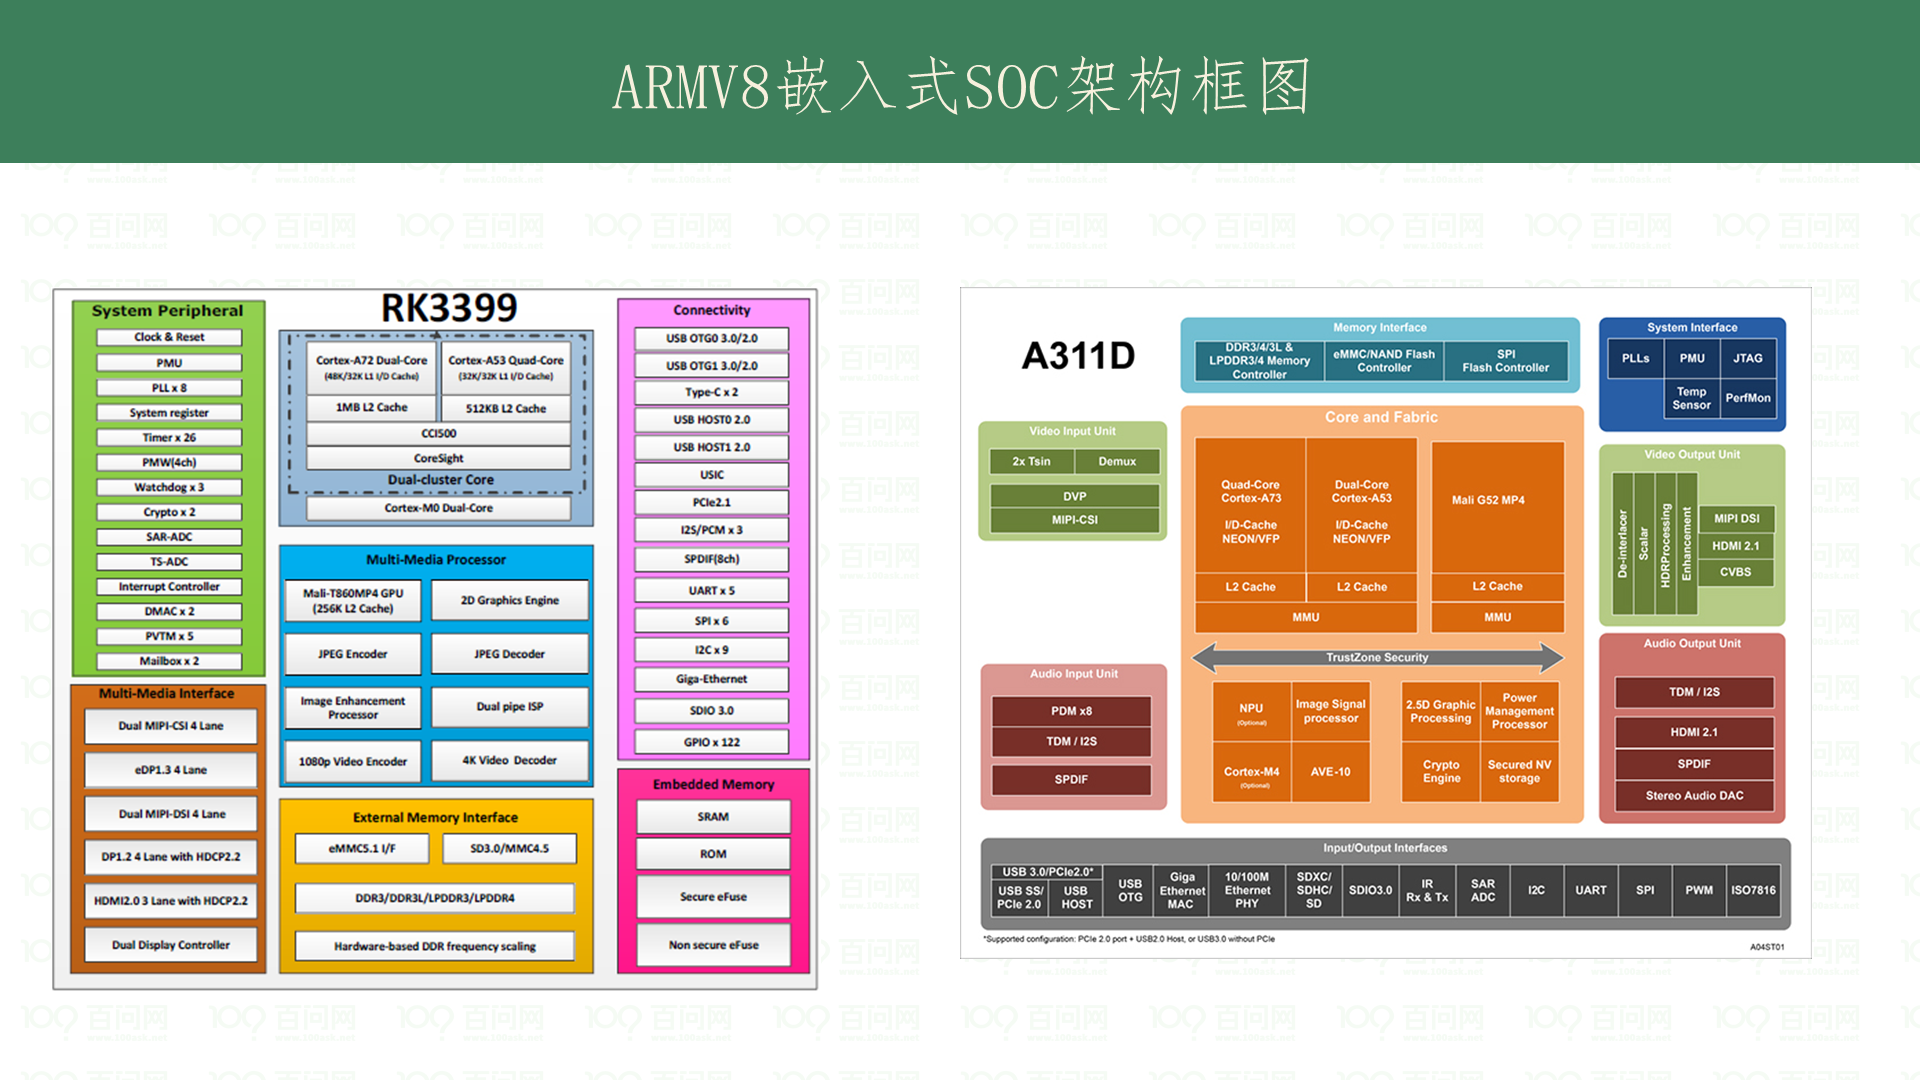 ARMV8嵌入式SOC架构框图
RK3399
System Peripheral
Clock & Reset
PMU
PLL x 8
System register
Timer x 26
PMW(4ch)
Watchdog x 3
Crypto x 2
SAR-ADC
TS-ADC
Interrupt Controller
DMAC x 2
PVTM x 5
Mailbox x 2
Multi-Media Interface
Dual MIPI-CSI 4 Lane
eDP1.3 4 Lane
Dual MIPI-DSI 4 Lane
DP1.2 4 Lane with HDCP2.2
HDMI2.0 3 Lane with HDCP2.2
Dual Display Controller
Cortex-A72 Dual-Core
(48K/32K L1 I/D Cache)
1MB L2 Cache
Cortex-A53 Quad-Core
(32K/32K L1 I/D Cache)
512KB L2 Cache
CCI500
CoreSight
Dual-cluster Core
Cortex-M0 Dual-Core
Multi-Media Processor
Mali-T860MP4 GPU
(256K L2 Cache)
2D Graphics Engine
JPEG Encoder
JPEG Decoder
Image Enhancement
Processor
Dual pipe ISP
1080p Video Encoder
4K Video Decoder
External Memory Interface
eMMC5.1 I/F
SD3.0/MMC4.5
DDR3/DDR3L/LPDDR3/LPDDR4
Hardware-based DDR frequency scaling
Connectivity
USB OTG0 3.0/2.0
USB OTG1 3.0/2.0
Type-C x 2
USB HOST0 2.0
USB HOST1 2.0
USIC
PCIe2.1
I2S/PCM x 3
SPDIF(8ch)
UART x 5
SPI x 6
I2C x 9
Giga-Ethernet
SDIO 3.0
GPIO x 122
Embedded Memory
SRAM
ROM
Secure eFuse
Non secure eFuse
A311D
Memory Interface
DDR3/4/3L &
LPDDR3/4 Memory
Controller
eMMC/NAND Flash
Controller
SPI
Flash Controller
System Interface
PLLs
PMU
JTAG
Temp
Sensor
PerfMon
Video Input Unit
2x Tsin
Demux
DVP
MIPI-CSI
Core and Fabric
Quad-Core
Cortex-A73
I/D-Cache
NEON/VFP
L2 Cache
Dual-Core
Cortex-A53
I/D-Cache
NEON/VFP
L2 Cache
MMU
Mali G52 MP4
L2 Cache
MMU
TrustZone Security
NPU
(Optional)
Image Signal
processor
Cortex-M4
(Optional)
AVE-10
2.5D Graphic
Processing
Power
Management
Processor
Crypto
Engine
Secured NV
storage
Video Output Unit
De-interlacer
Scalar
HDRProcessing
Enhancement
MIPI DSI
HDMI 2.1
CVBS
Audio Input Unit
PDM x8
TDM / I2S
SPDIF
Audio Output Unit
TDM / I2S
HDMI 2.1
SPDIF
Stereo Audio DAC
Input/Output Interfaces
USB 3.0/PCIe2.0*
USB SS/
PCIe 2.0
USB
HOST
USB
OTG
Giga
Ethernet
MAC
10/100M
Ethernet
PHY
SDXC/
SDHC/
SD
SDIO3.0
IR
Rx & Tx
SAR
ADC
I2C
UART
SPI
PWM
ISO7816
*Supported configuration: PCIe 2.0 port + USB2.0 Host, or USB3.0 without PCIe
A04ST01
百问网
www.100ask.net